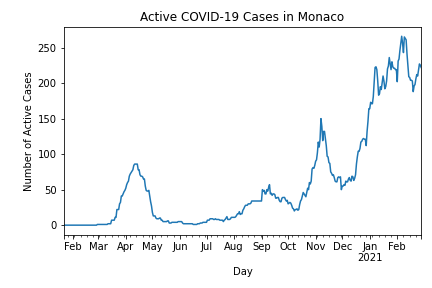 Active COVID-19 Cases in Monaco
250
200
150
100
50
0
Number of Active Cases
Feb Mar Apr May Jun Jul Aug Sep Oct Nov Dec Jan Feb
2021
Day